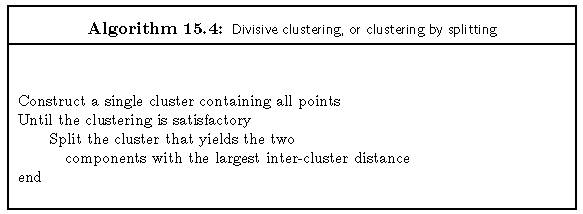 Algorithm 15.4: Divisive clustering, or clustering by splitting
Construct a single cluster containing all points
Until the clustering is satisfactory
Split the cluster that yields the two
components with the largest inter-cluster distance
end